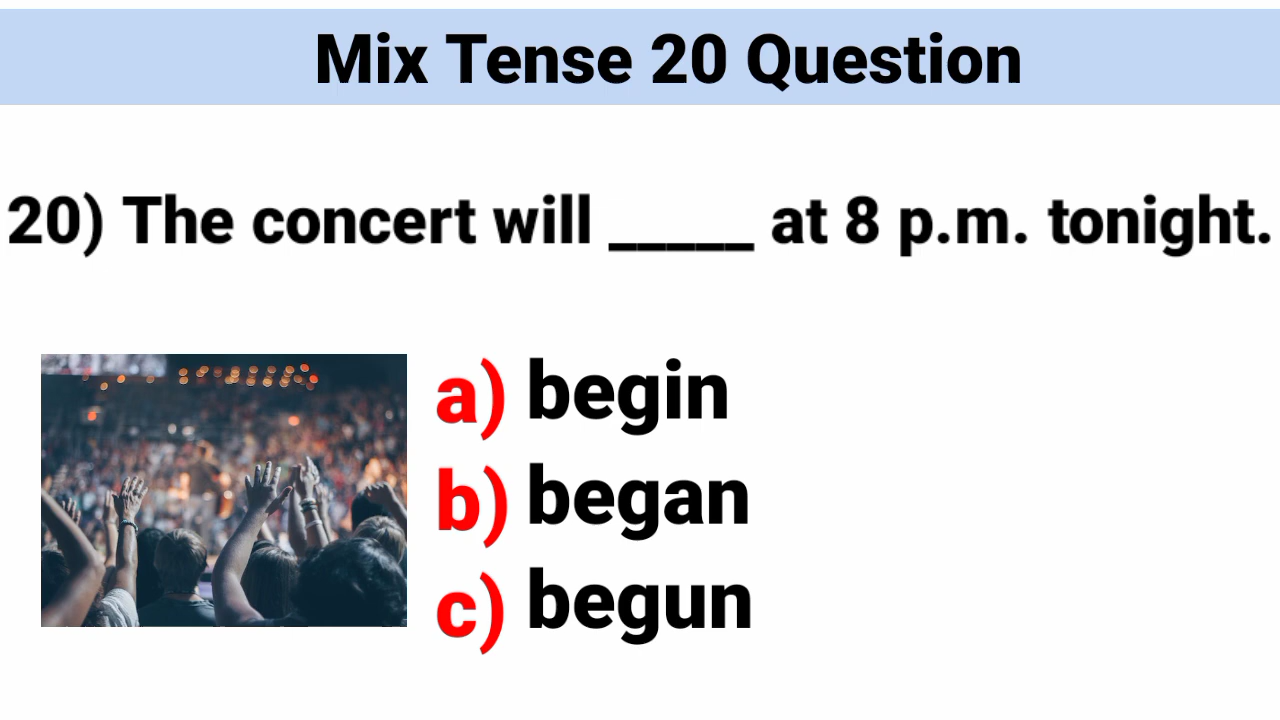 Mix Tense 20 Question
20) The concert will _____ at 8 p.m. tonight.
a) begin
b) began
c) begun